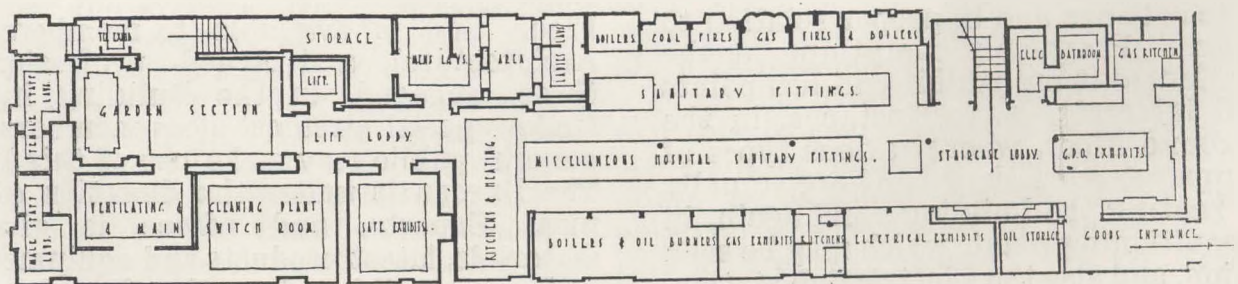 TO EXHIB
STORAGE
MENS LAVS.
AREA
LADIES LAVS.
BOILERS
COAL
FIRES
GAS
FIRES
& BOILERS
ELEC
BATHROOM
GAS KITCHEN
FEMALE STAFF
LAVS.
GARDEN SECTION
LIFT.
SANITARY FITTINGS.
LIFT LOBBY.
KITCHENS & HEATING.
MISCELLANEOUS HOSPITAL SANITARY FITTINGS.
STAIRCASE LOBBY.
G.P.O. EXHIBITS.
MALE STAFF
LAVS.
VENTILATING &
& MAIN
CLEANING PLANT
SWITCH ROOM.
SAFE EXHIBITS.
BOILERS & OIL BURNERS
GAS EXHIBITS
KITCHENS
ELECTRICAL EXHIBITS
OIL STORAGE
GOODS ENTRANCE